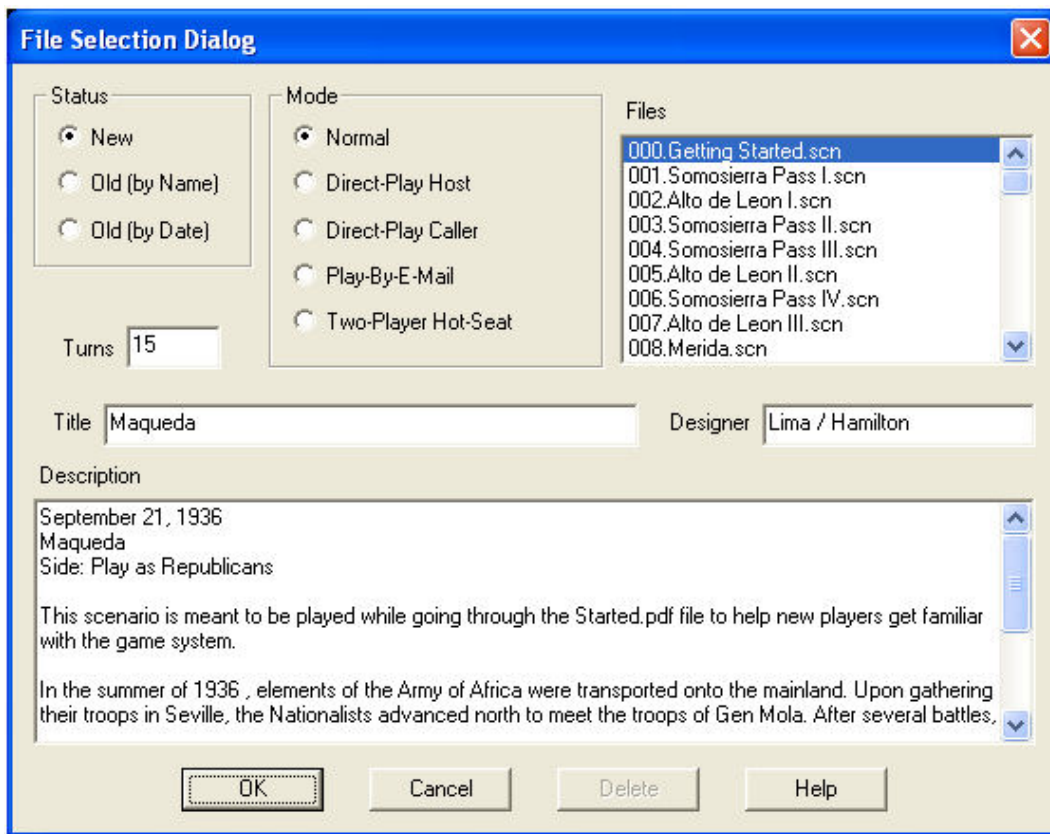 File Selection Dialog
Status
New
Old (by Name)
Old (by Date)
Turns 15
Mode
Normal
Direct-Play Host
Direct-Play Caller
Play-By-E-Mail
Two-Player Hot-Seat
Files
000.Getting Started.scn
001.Somosierra Pass I.scn
002.Alto de Leon I.scn
003.Somosierra Pass II.scn
004.Somosierra Pass III.scn
005.Alto de Leon II.scn
006.Somosierra Pass IV.scn
007.Alto de Leon III.scn
008.Merida.scn
Title Maqueda
Designer Lima / Hamilton
Description
September 21, 1936
Maqueda
Side: Play as Republicans
This scenario is meant to be played while going through the Started.pdf file to help new players get familiar
with the game system.
In the summer of 1936 , elements of the Army of Africa were transported onto the mainland. Upon gathering
their troops in Seville, the Nationalists advanced north to meet the troops of Gen Mola. After several battles,
OK
Cancel
Delete
Help